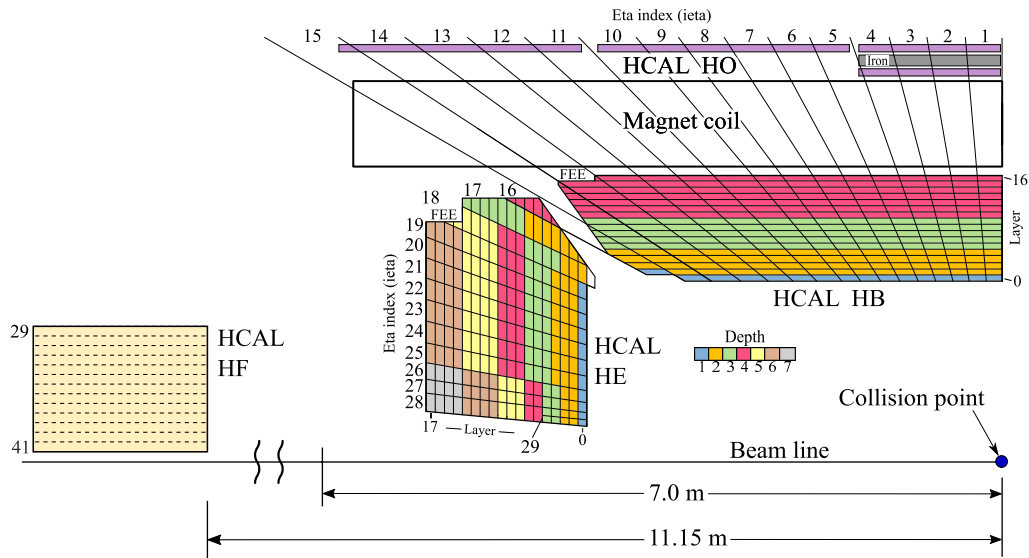 Eta index (ieta)
15 14 13 12 11 10 9 8 7 6 5 4 3 2 1
HCAL HO
Iron
Magnet coil
FEE
16
Layer
0
HCAL HB
18 17 16
FEE
19
20
21
22
23
24
25
26
27
28
Eta index (ieta)
17 Layer 29 0
HCAL
HE
Depth
1 2 3 4 5 6 7
29
HCAL
HF
41
Collision point
Beam line
7.0 m
11.15 m